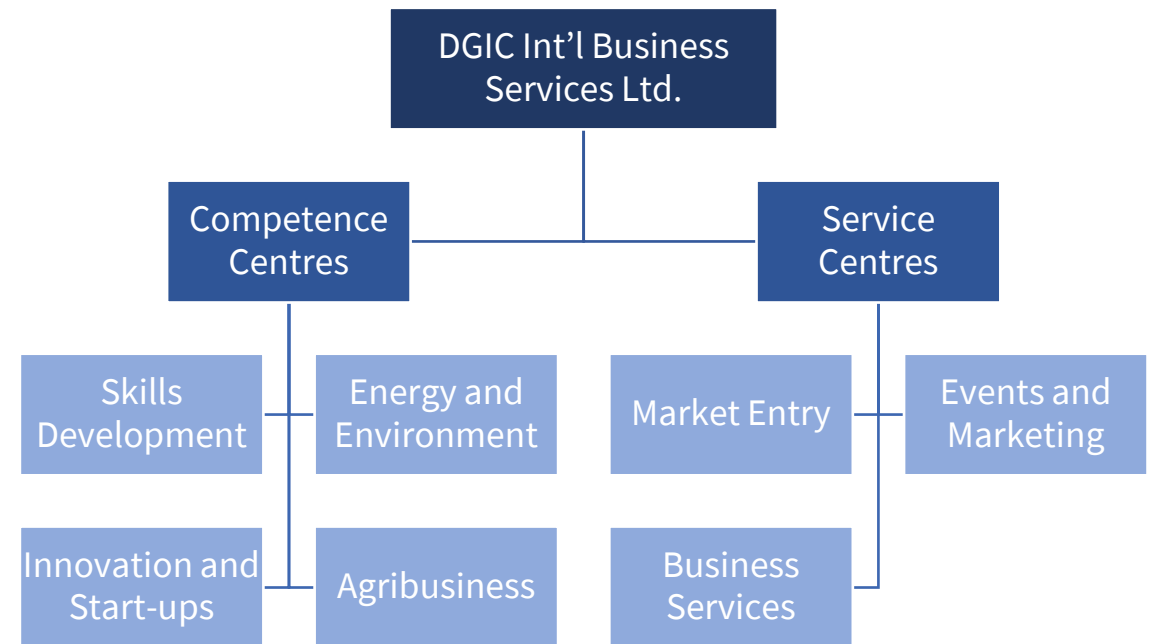 DGIC Int’l Business
Services Ltd.
Competence
Centres
Service
Centres
Skills
Development
Energy and
Environment
Market Entry
Events and
Marketing
Innovation and
Start-ups
Agribusiness
Business
Services